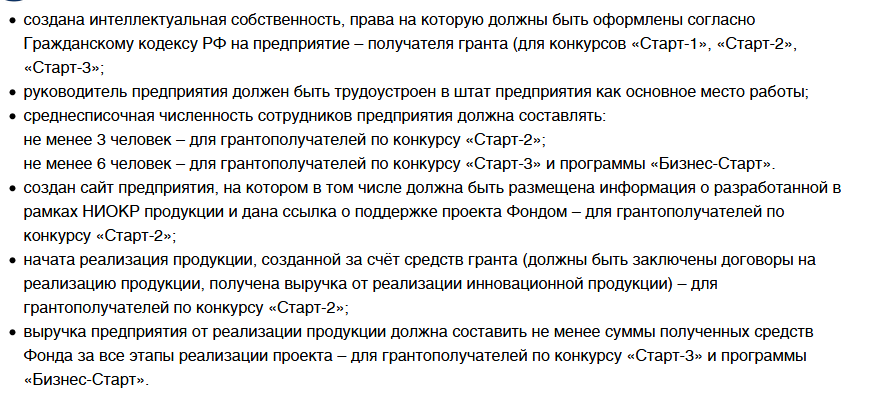 • создана интеллектуальная собственность, права на которую должны быть оформлены согласно
Гражданскому кодексу РФ на предприятие – получателя гранта (для конкурсов «Старт-1», «Старт-2»,
«Старт-3»;
• руководитель предприятия должен быть трудоустроен в штат предприятия как основное место работы;
• среднесписочная численность сотрудников предприятия должна составлять:
не менее 3 человек – для грантополучателей по конкурсу «Старт-2»;
не менее 6 человек – для грантополучателей по конкурсу «Старт-3» и программы «Бизнес-Старт».
• создан сайт предприятия, на котором в том числе должна быть размещена информация о разработанной в
рамках НИОКР продукции и дана ссылка о поддержке проекта Фондом – для грантополучателей по
конкурсу «Старт-2»;
• начата реализация продукции, созданной за счёт средств гранта (должны быть заключены договоры на
реализацию продукции, получена выручка от реализации инновационной продукции) – для
грантополучателей по конкурсу «Старт-2»;
• выручка предприятия от реализации продукции должна составить не менее суммы полученных средств
Фонда за все этапы реализации проекта – для грантополучателей по конкурсу «Старт-3» и программы
«Бизнес-Старт».